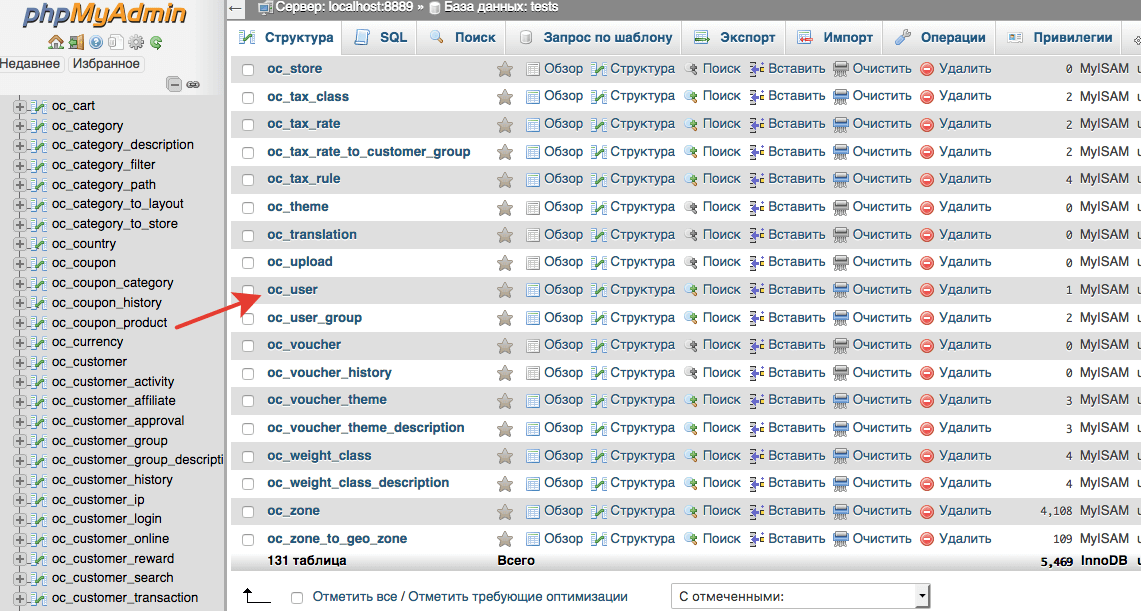 phpMyAdmin
Недавнее Избранное
oc_cart
oc_category
oc_category_description
oc_category_filter
oc_category_path
oc_category_to_layout
oc_category_to_store
oc_country
oc_coupon
oc_coupon_category
oc_coupon_history
oc_coupon_product
oc_currency
oc_customer
oc_customer_activity
oc_customer_affiliate
oc_customer_approval
oc_customer_group
oc_customer_group_descripti
oc_customer_history
oc_customer_ip
oc_customer_login
oc_customer_online
oc_customer_reward
oc_customer_search
oc_customer_transaction
← Сервер: localhost:8889 » База данных: tests
Структура SQL Поиск Запрос по шаблону Экспорт Импорт Операции Привилегии
oc_store Обзор Структура Поиск Вставить Очистить Удалить 0 MyISAM u
oc_tax_class Обзор Структура Поиск Вставить Очистить Удалить 2 MyISAM u
oc_tax_rate Обзор Структура Поиск Вставить Очистить Удалить 2 MyISAM u
oc_tax_rate_to_customer_group Обзор Структура Поиск Вставить Очистить Удалить 2 MyISAM u
oc_tax_rule Обзор Структура Поиск Вставить Очистить Удалить 4 MyISAM u
oc_theme Обзор Структура Поиск Вставить Очистить Удалить 0 MyISAM u
oc_translation Обзор Структура Поиск Вставить Очистить Удалить 0 MyISAM u
oc_upload Обзор Структура Поиск Вставить Очистить Удалить 0 MyISAM u
oc_user Обзор Структура Поиск Вставить Очистить Удалить 1 MyISAM u
oc_user_group Обзор Структура Поиск Вставить Очистить Удалить 2 MyISAM u
oc_voucher Обзор Структура Поиск Вставить Очистить Удалить 0 MyISAM u
oc_voucher_history Обзор Структура Поиск Вставить Очистить Удалить 0 MyISAM u
oc_voucher_theme Обзор Структура Поиск Вставить Очистить Удалить 3 MyISAM u
oc_voucher_theme_description Обзор Структура Поиск Вставить Очистить Удалить 3 MyISAM u
oc_weight_class Обзор Структура Поиск Вставить Очистить Удалить 4 MyISAM u
oc_weight_class_description Обзор Структура Поиск Вставить Очистить Удалить 4 MyISAM u
oc_zone Обзор Структура Поиск Вставить Очистить Удалить 4,108 MyISAM u
oc_zone_to_geo_zone Обзор Структура Поиск Вставить Очистить Удалить 109 MyISAM u
131 таблица Всего 5,469 InnoDB u
Отметить все / Отметить требующие оптимизации С отмеченными: